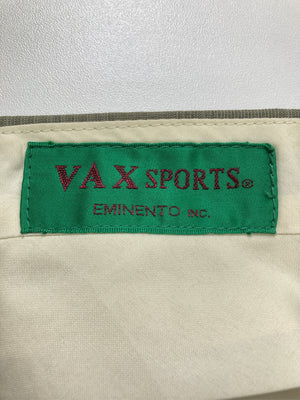 VAX SPORTS®
EMINENTO INC.